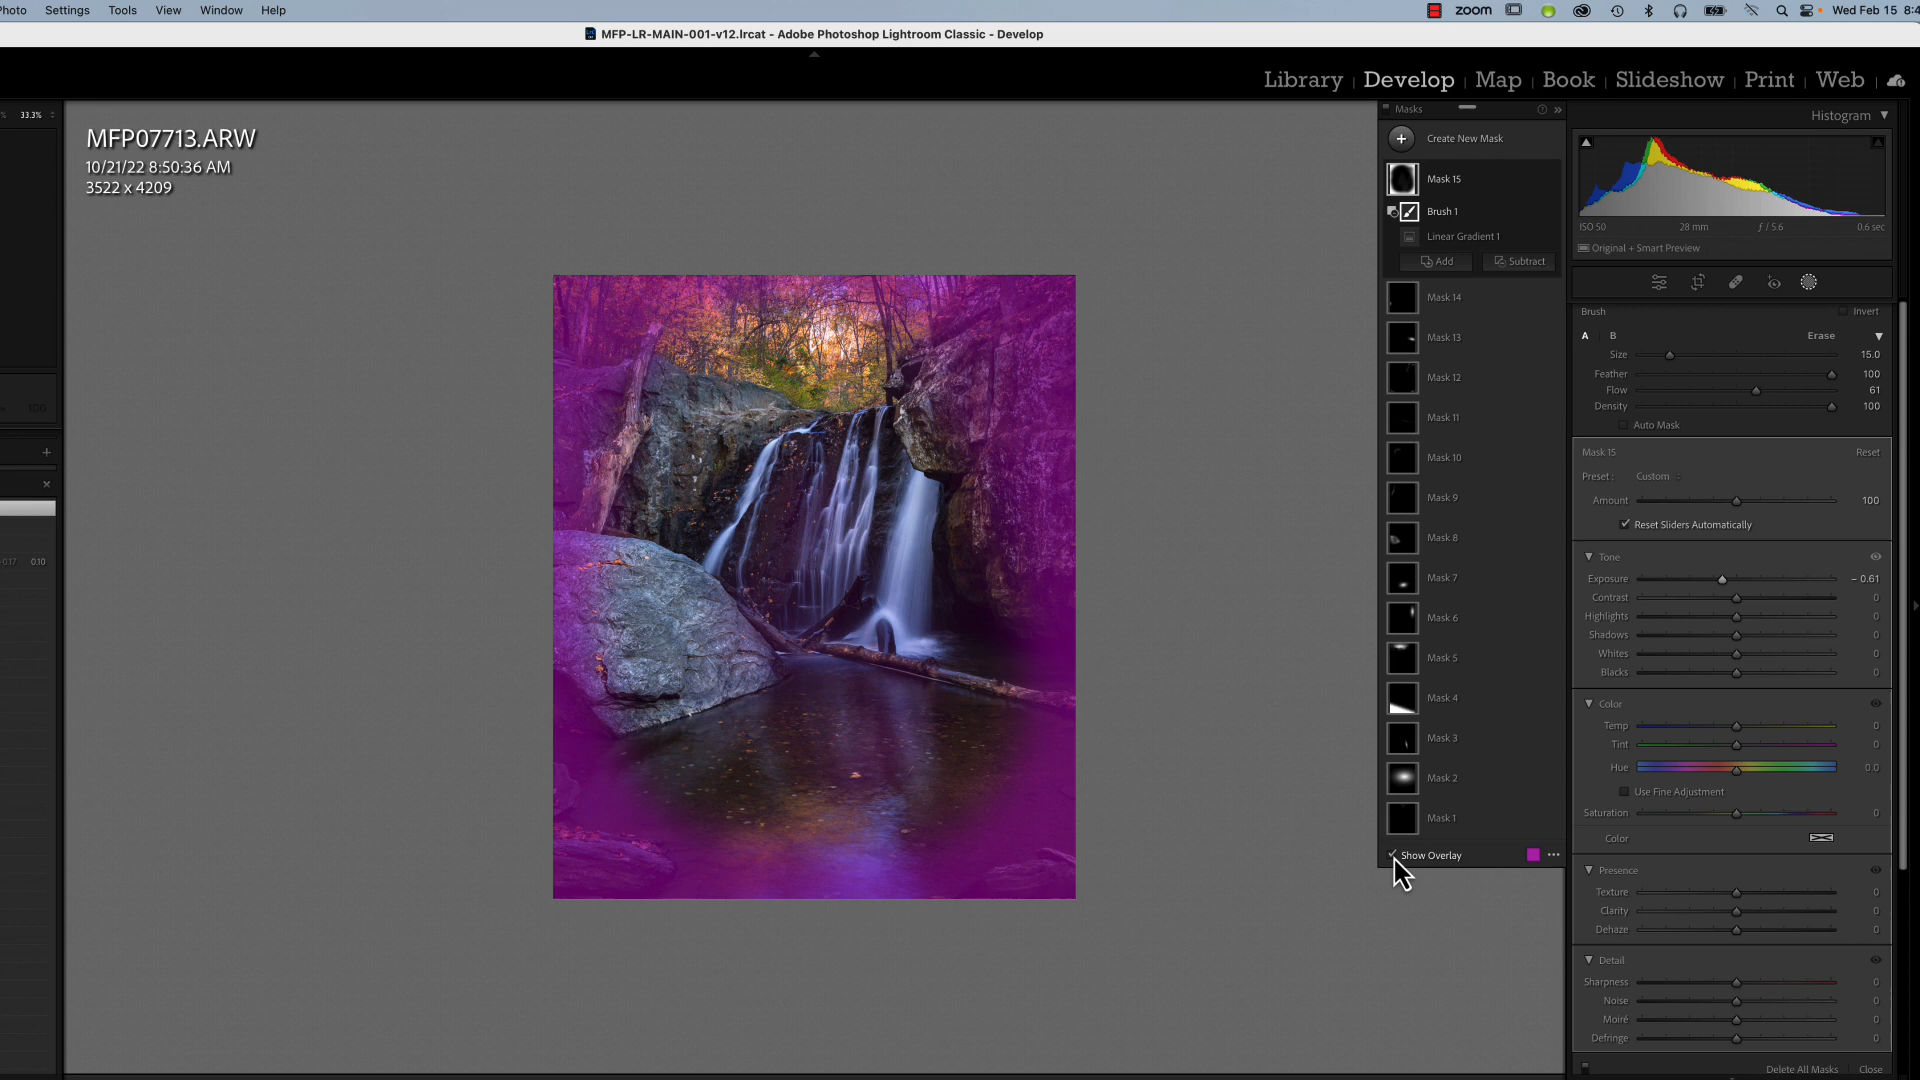 Photo Settings Tools View Window Help zoom Wed Feb 15 8:4
MFP-LR-MAIN-001-v12.lrcat - Adobe Photoshop Lightroom Classic - Develop
Library | Develop | Map | Book | Slideshow | Print | Web
33.3%
MFP07713.ARW
10/21/22 8:50:36 AM
3522 x 4209
100
-0.17 0.10
Masks
Create New Mask
Mask 15
Brush 1
Linear Gradient 1
Add Subtract
Mask 14
Mask 13
Mask 12
Mask 11
Mask 10
Mask 9
Mask 8
Mask 7
Mask 6
Mask 5
Mask 4
Mask 3
Mask 2
Mask 1
Show Overlay
Histogram
ISO 50 28 mm ƒ / 5.6 0.6 sec
Original + Smart Preview
Brush Invert
A B Erase
Size 15.0
Feather 100
Flow 61
Density 100
Auto Mask
Mask 15 Reset
Preset : Custom
Amount 100
Reset Sliders Automatically
Tone
Exposure – 0.61
Contrast 0
Highlights 0
Shadows 0
Whites 0
Blacks 0
Color
Temp 0
Tint 0
Hue 0.0
Use Fine Adjustment
Saturation 0
Color
Presence
Texture 0
Clarity 0
Dehaze 0
Detail
Sharpness 0
Noise 0
Moiré 0
Defringe 0
Delete All Masks Close